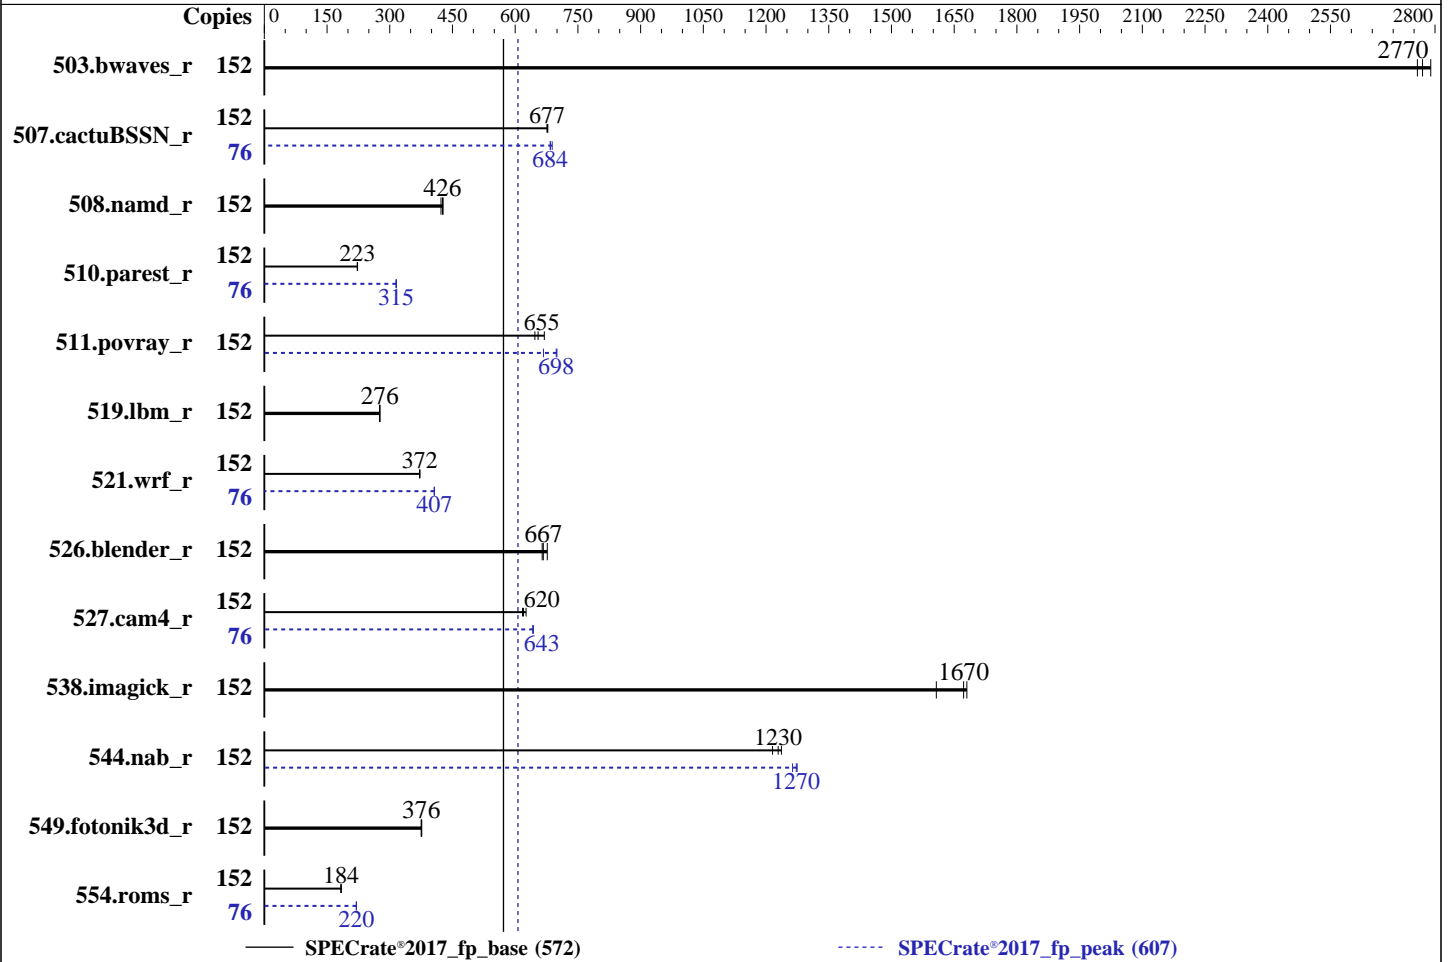 Copies 0 150 300 450 600 750 900 1050 1200 1350 1500 1650 1800 1950 2100 2250 2400 2550 2800
503.bwaves_r 152 2770
507.cactuBSSN_r 152 677
76 684
508.namd_r 152 426
510.parest_r 152 223
76 315
511.povray_r 152 655
698
519.lbm_r 152 276
521.wrf_r 152 372
76 407
526.blender_r 152 667
527.cam4_r 152 620
76 643
538.imagick_r 152 1670
544.nab_r 152 1230
1270
549.fotonik3d_r 152 376
554.roms_r 152 184
76 220
SPECrate®2017_fp_base (572) SPECrate®2017_fp_peak (607)